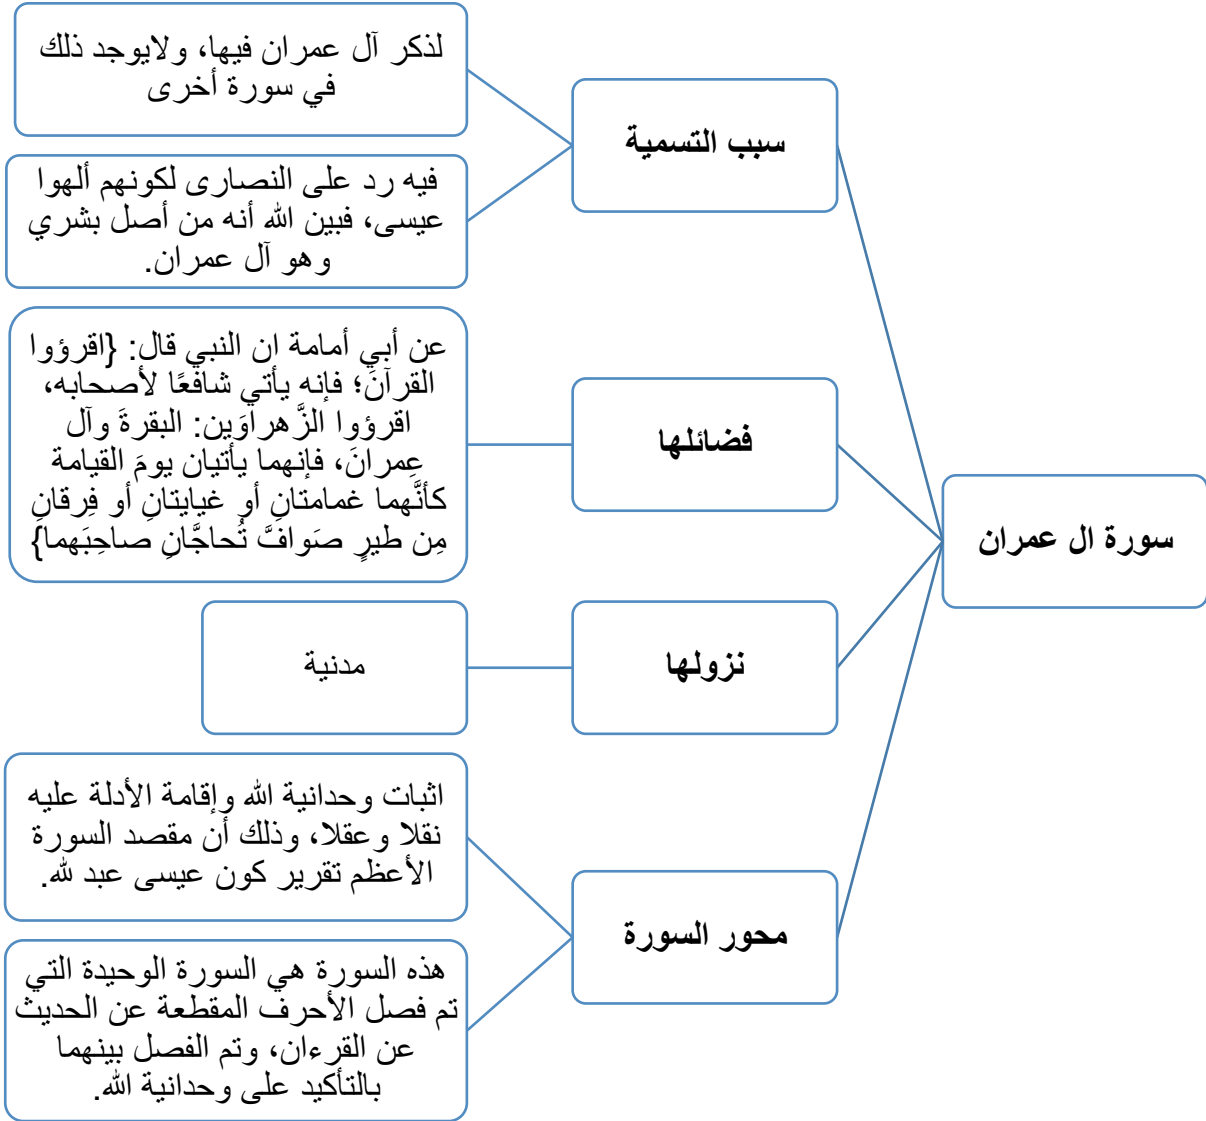 سورة ال عمران
سبب التسمية
لذكر آل عمران فيها، ولايوجد ذلك
في سورة أخرى
فيه رد على النصارى لكونهم ألهوا
عيسى، فبين الله أنه من أصل بشري
وهو آل عمران.
فضائلها
عن أبي أمامة ان النبي قال: {اقرؤوا
القرآنَ؛ فإنه يأتي شافعًا لأصحابه،
اقرؤوا الزَّهراوَين: البقرةَ وآل
عِمرانَ، فإنهما يأتيان يومَ القيامة
كأنَّهما غمامتانِ أو غيايتانِ أو فِرقانِ
مِن طيرٍ صَوافَّ تُحاجَّانِ صاحِبَهما}
نزولها
مدنية
محور السورة
اثبات وحدانية الله وإقامة الأدلة عليه
نقلا وعقلا، وذلك أن مقصد السورة
الأعظم تقرير كون عيسى عبد لله.
هذه السورة هي السورة الوحيدة التي
تم فصل الأحرف المقطعة عن الحديث
عن القرءان، وتم الفصل بينهما
بالتأكيد على وحدانية الله.